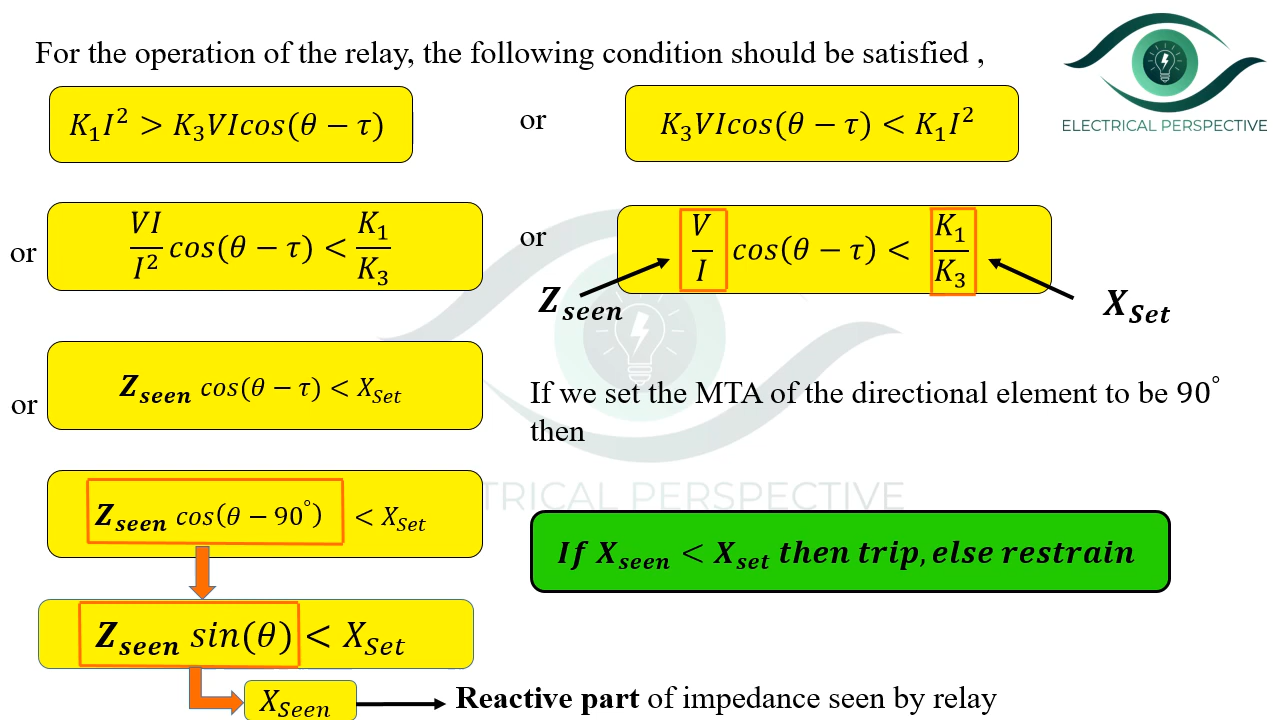 For the operation of the relay, the following condition should be satisfied ,
ELECTRICAL PERSPECTIVE
K₁I² > K₃VIcos(θ − τ)
or
K₃VIcos(θ − τ) < K₁I²
or
VI/I² cos(θ − τ) < K₁/K₃
or
V/I cos(θ − τ) < K₁/K₃
Z_seen
X_Set
or
Z_seen cos(θ − τ) < X_Set
If we set the MTA of the directional element to be 90°
then
Z_seen cos(θ − 90°) < X_Set
TRICAL PERSPECTIVE
If X_seen < X_set then trip, else restrain
Z_seen sin(θ) < X_Set
X_Seen
Reactive part of impedance seen by relay